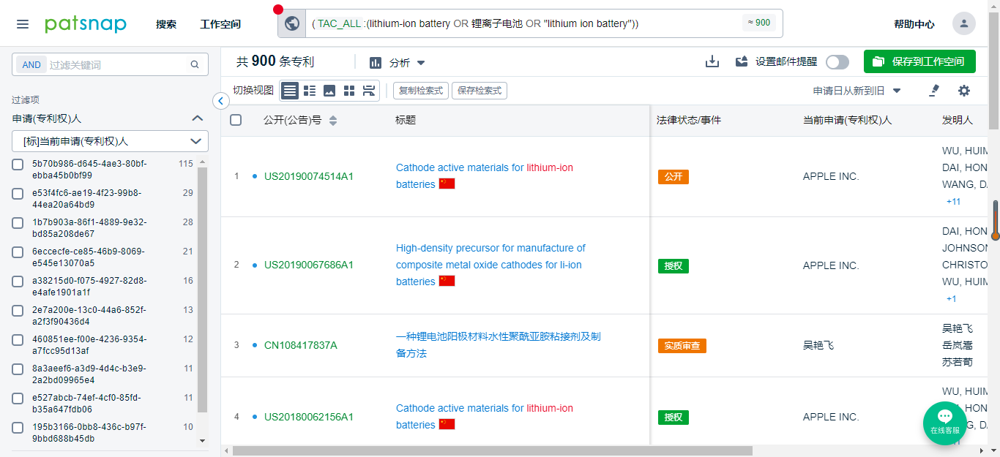 patsnap
搜索
工作空间
( TAC_ALL :(lithium-ion battery OR 锂离子电池 OR "lithium ion battery"))
≈ 900
帮助中心
AND
过滤关键词
过滤项
申请(专利权)人
[标]当前申请(专利权)人
5b70b986-d645-4ae3-80bf-
ebba45b0bf99
115
e53f4fc6-ae19-4f23-99b8-
44ea20a64bd9
29
1b7b903a-86f1-4889-9e32-
bd85a208de67
28
6eccecfe-ce85-46b9-8069-
e545e13070a5
21
a38215d0-f075-4927-82d8-
e4afe1901a1f
16
2e7a200e-13c0-44a6-852f-
a2f3f90436d4
13
460851ee-f00e-4236-9354-
a7fcc95d13af
12
8a3aeef6-a3d9-4d4c-b3e9-
2a2bd09965e4
11
e527abcb-74ef-4cf0-85fd-
b35a647fdb06
11
195b3166-0bb8-436c-b97f-
9bbd688b45db
10
共 900 条专利
分析
设置邮件提醒
保存到工作空间
切换视图
复制检索式
保存检索式
申请日从新到旧
公开(公告)号
标题
法律状态/事件
当前申请(专利权)人
发明人
1
US20190074514A1
Cathode active materials for lithium-ion
batteries
公开
APPLE INC.
WU, HUIM
DAI, HON
WANG, DA
+11
2
US20190067686A1
High-density precursor for manufacture of
composite metal oxide cathodes for li-ion
batteries
授权
APPLE INC.
DAI, HON
JOHNSON
CHRISTO
WU, HUIM
+1
3
CN108417837A
一种锂电池阳极材料水性聚酰亚胺粘接剂及制
备方法
实质审查
吴艳飞
吴艳飞
岳岚嵩
苏若荀
4
US20180062156A1
Cathode active materials for lithium-ion
batteries
授权
APPLE INC.
WU, HUIM
在线客服